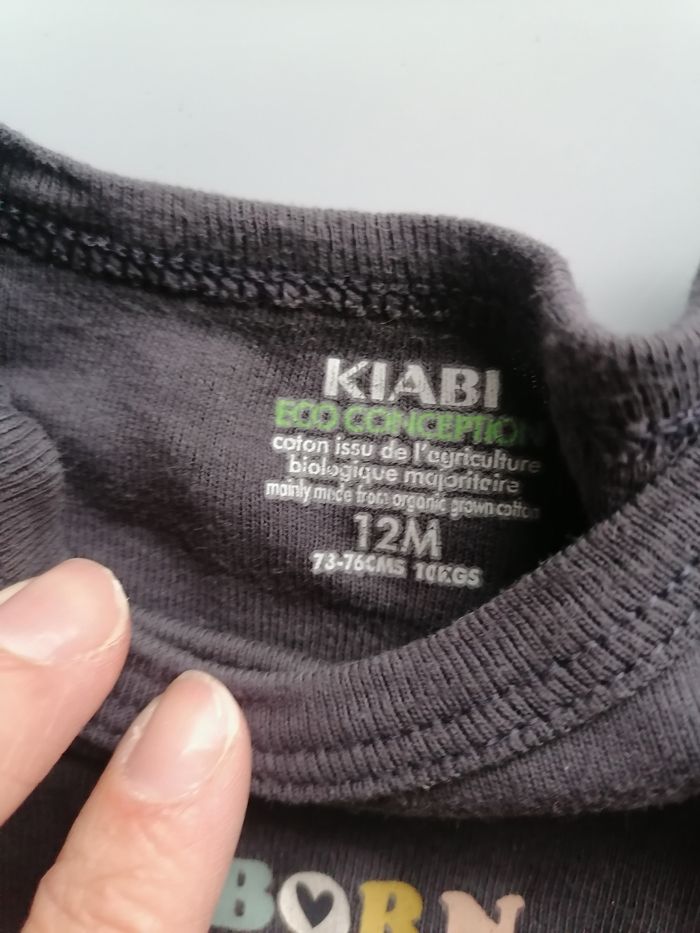 KIABI
ECO CONCEPTION
coton issu de l'agriculture
biologique majoritaire
mainly made from organic grown cotton
12M
73-76CMS 10KGS
BORN